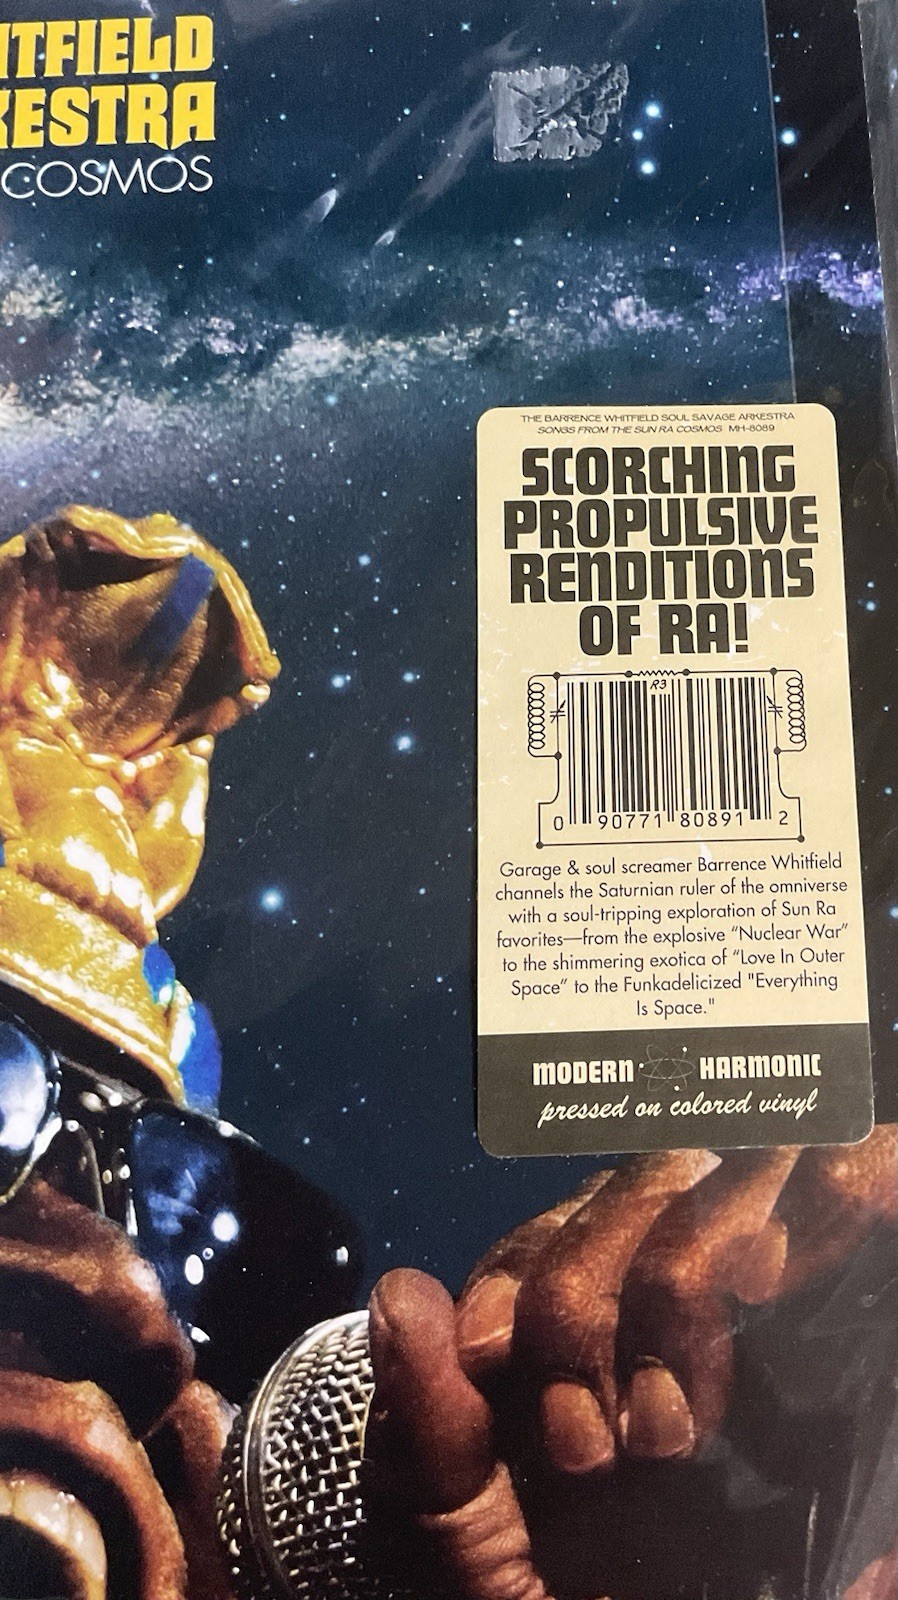 ITFIELD
KESTRA
COSMOS
THE BARRENCE WHITFIELD SOUL SAVAGE ARKESTRA
SONGS FROM THE SUN RA COSMOS MH-8089
SCORCHING
PROPULSIVE
RENDITIONS
OF RA!
R3
0 90771 80891 2
Garage & soul screamer Barrence Whitfield
channels the Saturnian ruler of the omniverse
with a soul-tripping exploration of Sun Ra
favorites—from the explosive “Nuclear War”
to the shimmering exotica of “Love In Outer
Space” to the Funkadelicized "Everything
Is Space."
MODERN HARMONIC
pressed on colored vinyl